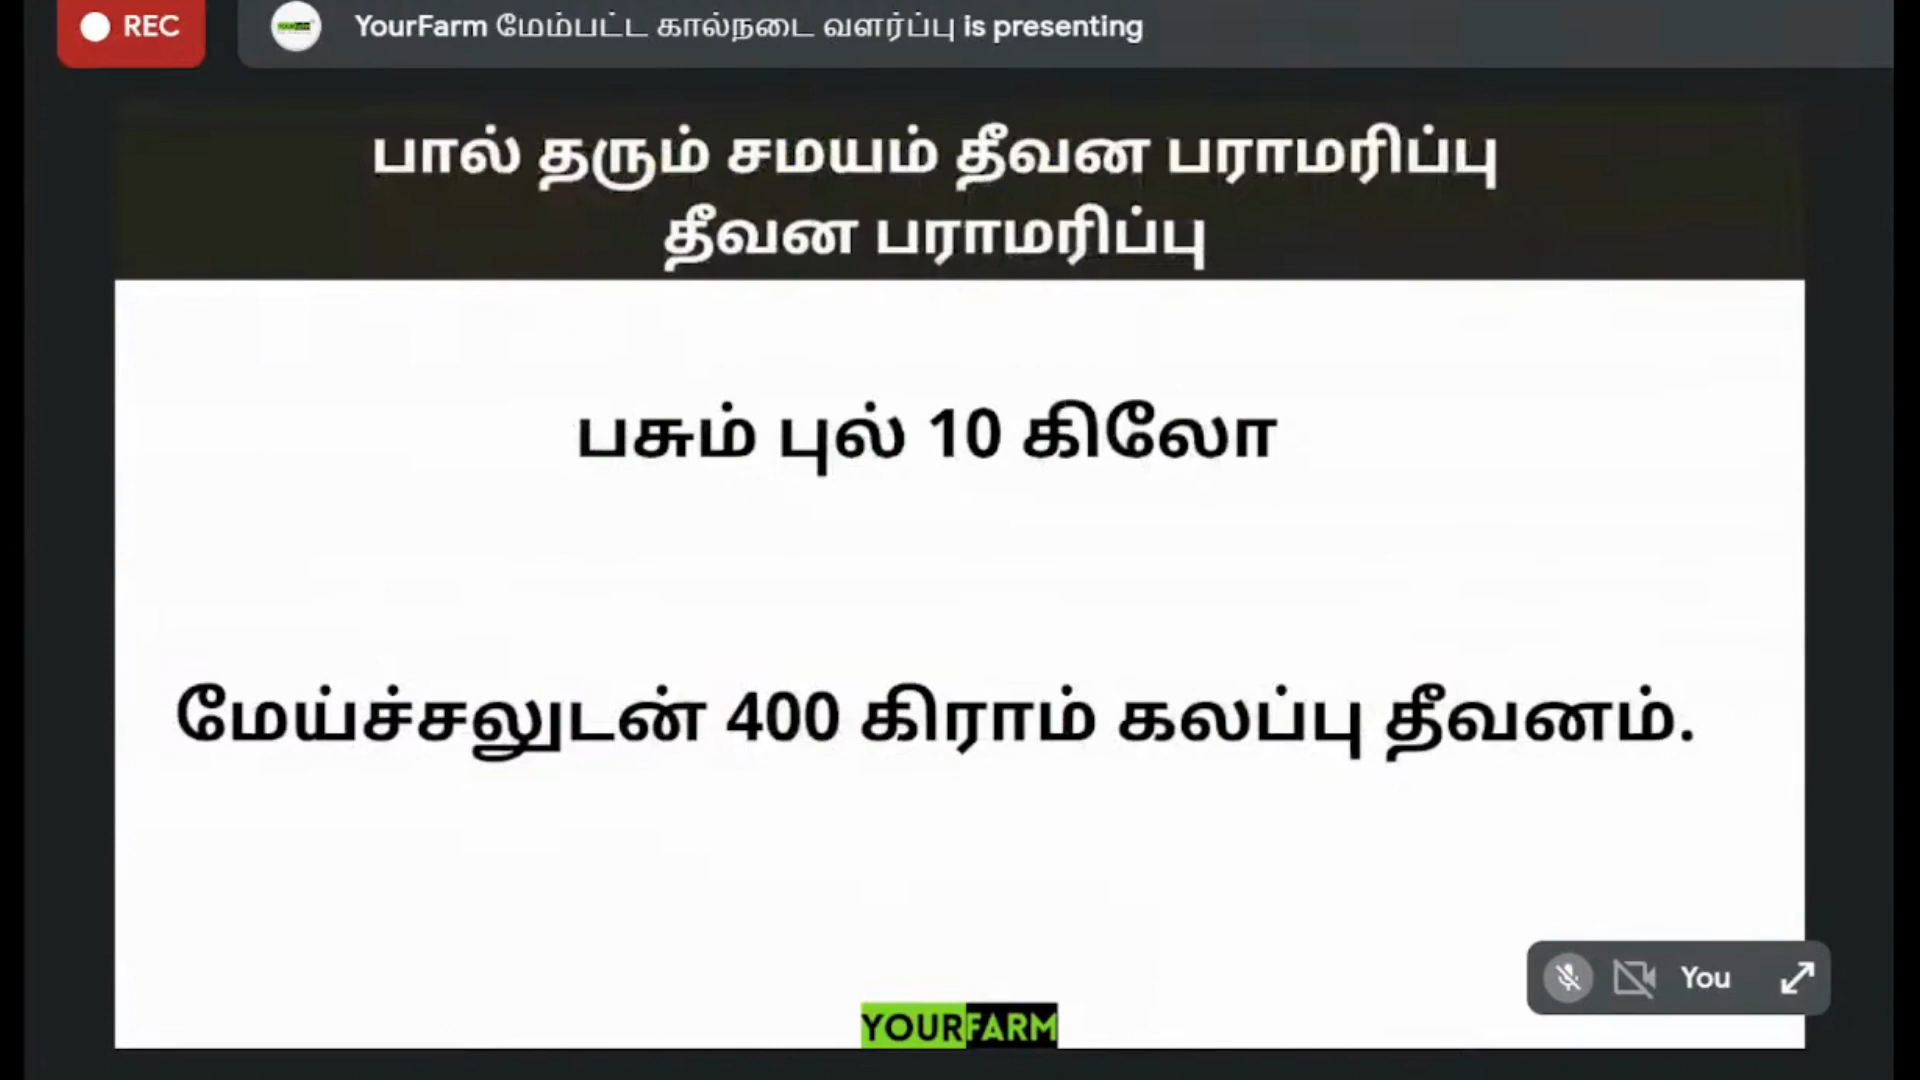 REC
YourFarm மேம்பட்ட கால்நடை வளர்ப்பு is presenting
பால் தரும் சமயம் தீவன பராமரிப்பு
தீவன பராமரிப்பு
பசும் புல் 10 கிலோ
மேய்ச்சலுடன் 400 கிராம் கலப்பு தீவனம்.
You
YOURFARM